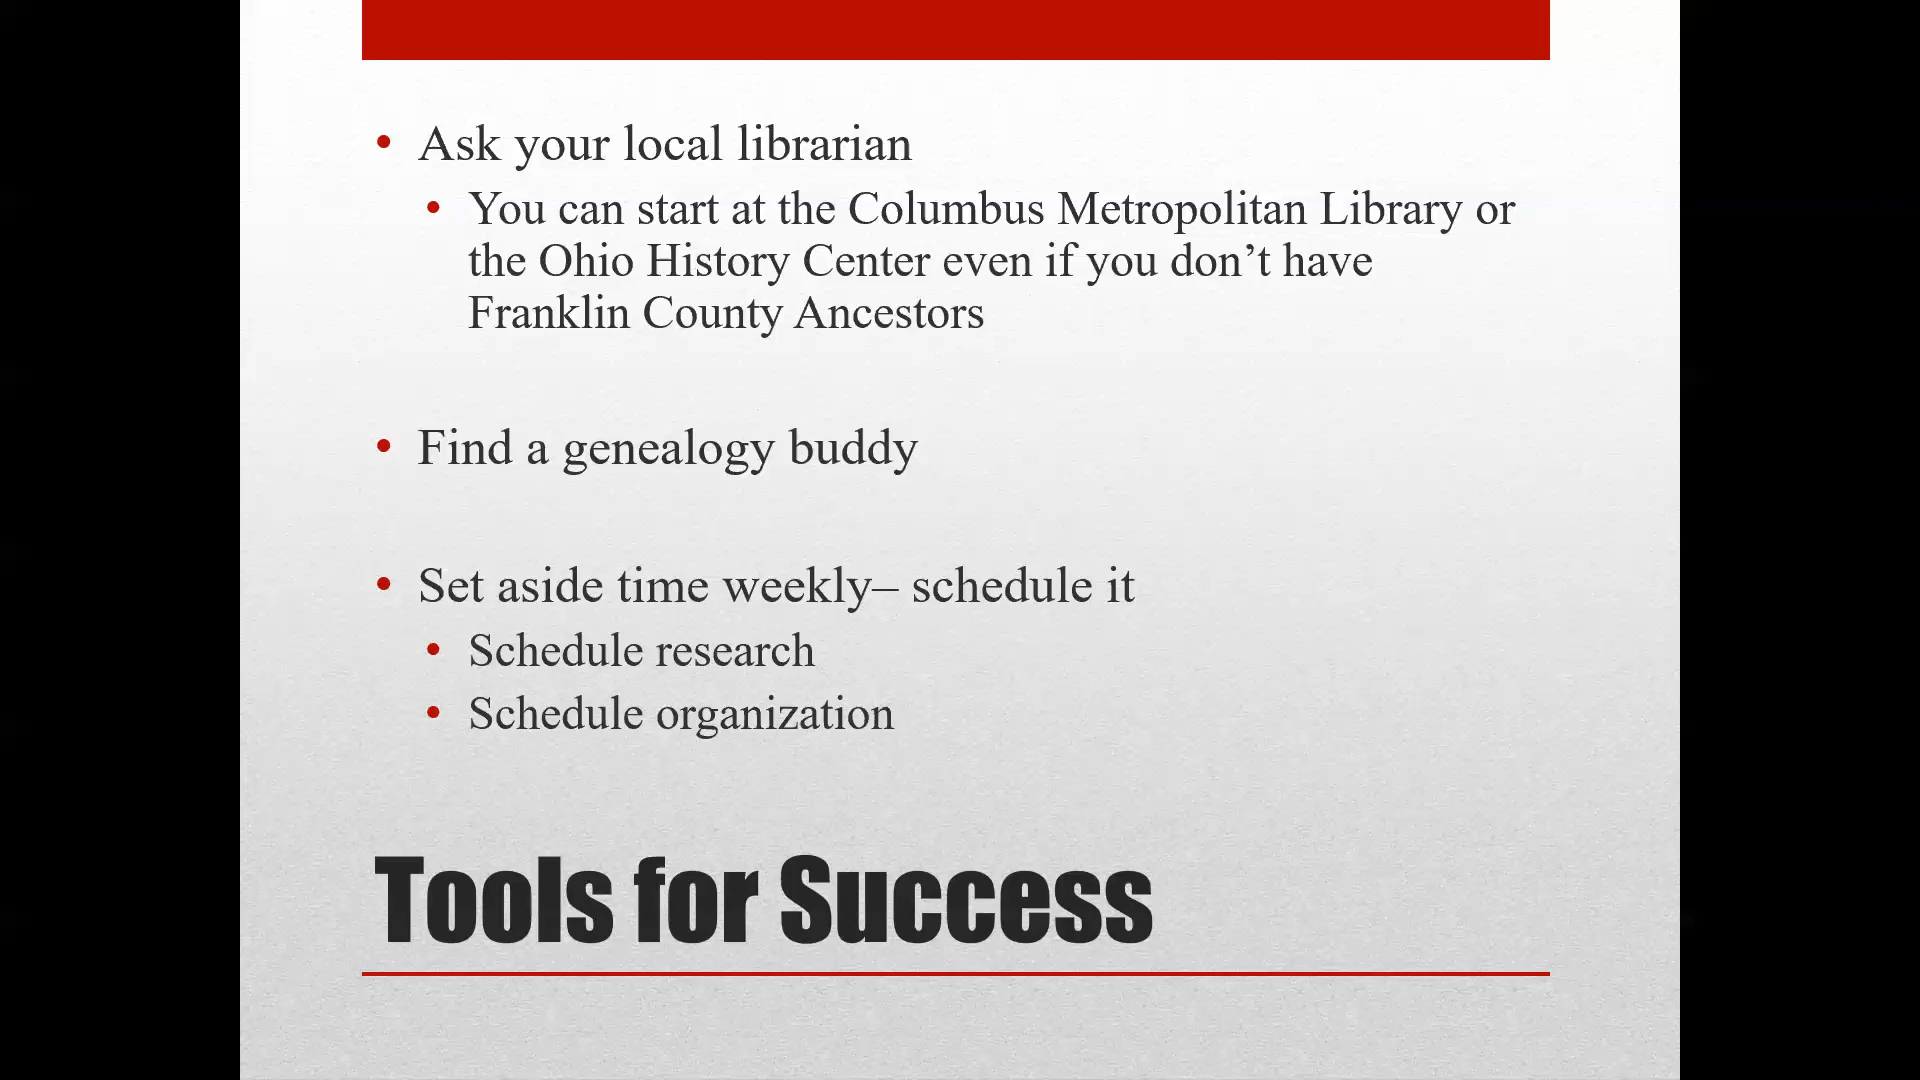 • Ask your local librarian
• You can start at the Columbus Metropolitan Library or
the Ohio History Center even if you don’t have
Franklin County Ancestors
• Find a genealogy buddy
• Set aside time weekly– schedule it
• Schedule research
• Schedule organization
Tools for Success